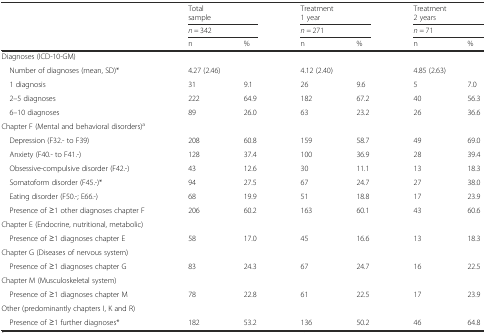 Total sample Treatment 1 year Treatment 2 years
n = 342 n = 271 n = 71
n % n % n %
Diagnoses (ICD-10-GM)
Number of diagnoses (mean, SD)* 4.27 (2.46) 4.12 (2.40) 4.85 (2.63)
1 diagnosis 31 9.1 26 9.6 5 7.0
2–5 diagnoses 222 64.9 182 67.2 40 56.3
6–10 diagnoses 89 26.0 63 23.2 26 36.6
Chapter F (Mental and behavioral disorders)ᵃ
Depression (F32.- to F39) 208 60.8 159 58.7 49 69.0
Anxiety (F40.- to F41.-) 128 37.4 100 36.9 28 39.4
Obsessive-compulsive disorder (F42.-) 43 12.6 30 11.1 13 18.3
Somatoform disorder (F45.-)* 94 27.5 67 24.7 27 38.0
Eating disorder (F50.-; E66.-) 68 19.9 51 18.8 17 23.9
Presence of ≥1 other diagnoses chapter F 206 60.2 163 60.1 43 60.6
Chapter E (Endocrine, nutritional, metabolic)
Presence of ≥1 diagnoses chapter E 58 17.0 45 16.6 13 18.3
Chapter G (Diseases of nervous system)
Presence of ≥1 diagnoses chapter G 83 24.3 67 24.7 16 22.5
Chapter M (Musculoskeletal system)
Presence of ≥1 diagnoses chapter M 78 22.8 61 22.5 17 23.9
Other (predominantly chapters I, K and R)
Presence of ≥1 further diagnoses* 182 53.2 136 50.2 46 64.8